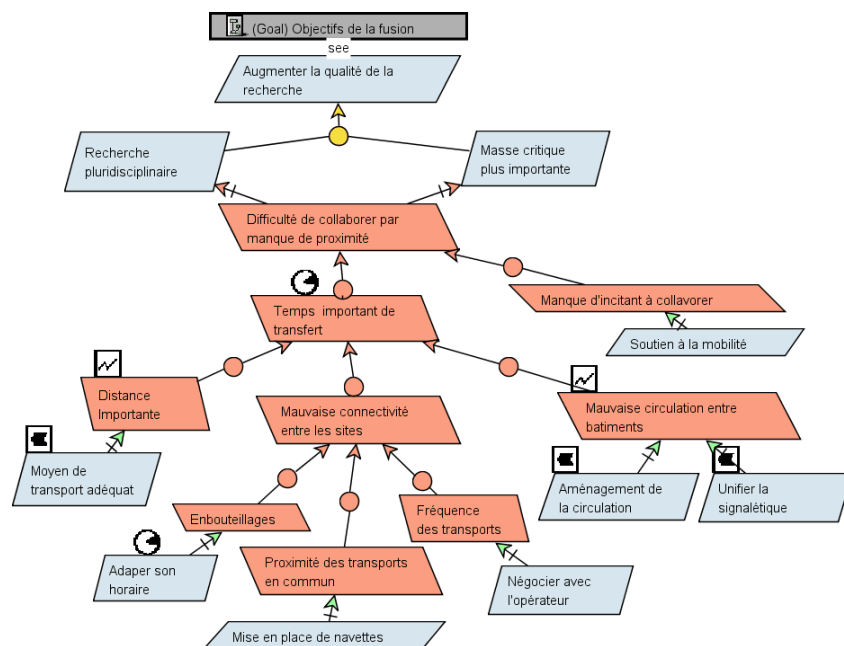 (Goal) Objectifs de la fusion
see
Augmenter la qualité de la
recherche
Recherche
pluridisciplinaire
Masse critique
plus importante
Difficulté de collaborer par
manque de proximité
Manque d'incitant à collavorer
Temps important de
transfert
Soutien à la mobilité
Distance
Importante
Mauvaise connectivité
entre les sites
Mauvaise circulation entre
batiments
Moyen de
transport adéquat
Aménagement de
la circulation
Unifier la
signalétique
Enbouteillages
Fréquence
des transports
Adaper son
horaire
Proximité des transports
en commun
Négocier avec
l'opérateur
Mise en place de navettes